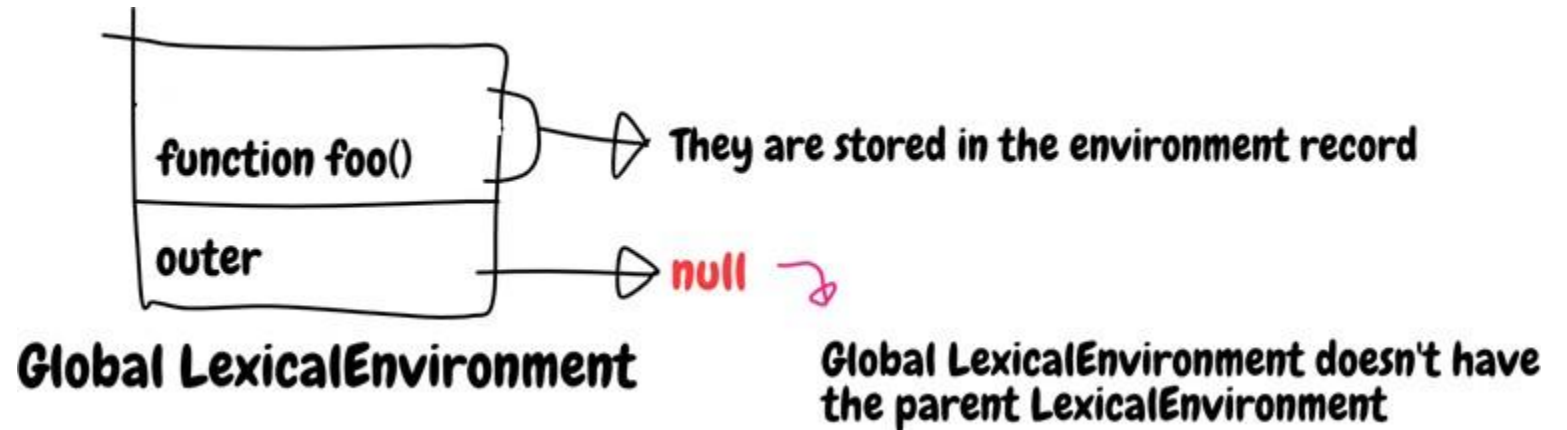 function foo()
They are stored in the environment record
outer
null
Global LexicalEnvironment
Global LexicalEnvironment doesn't have
the parent LexicalEnvironment